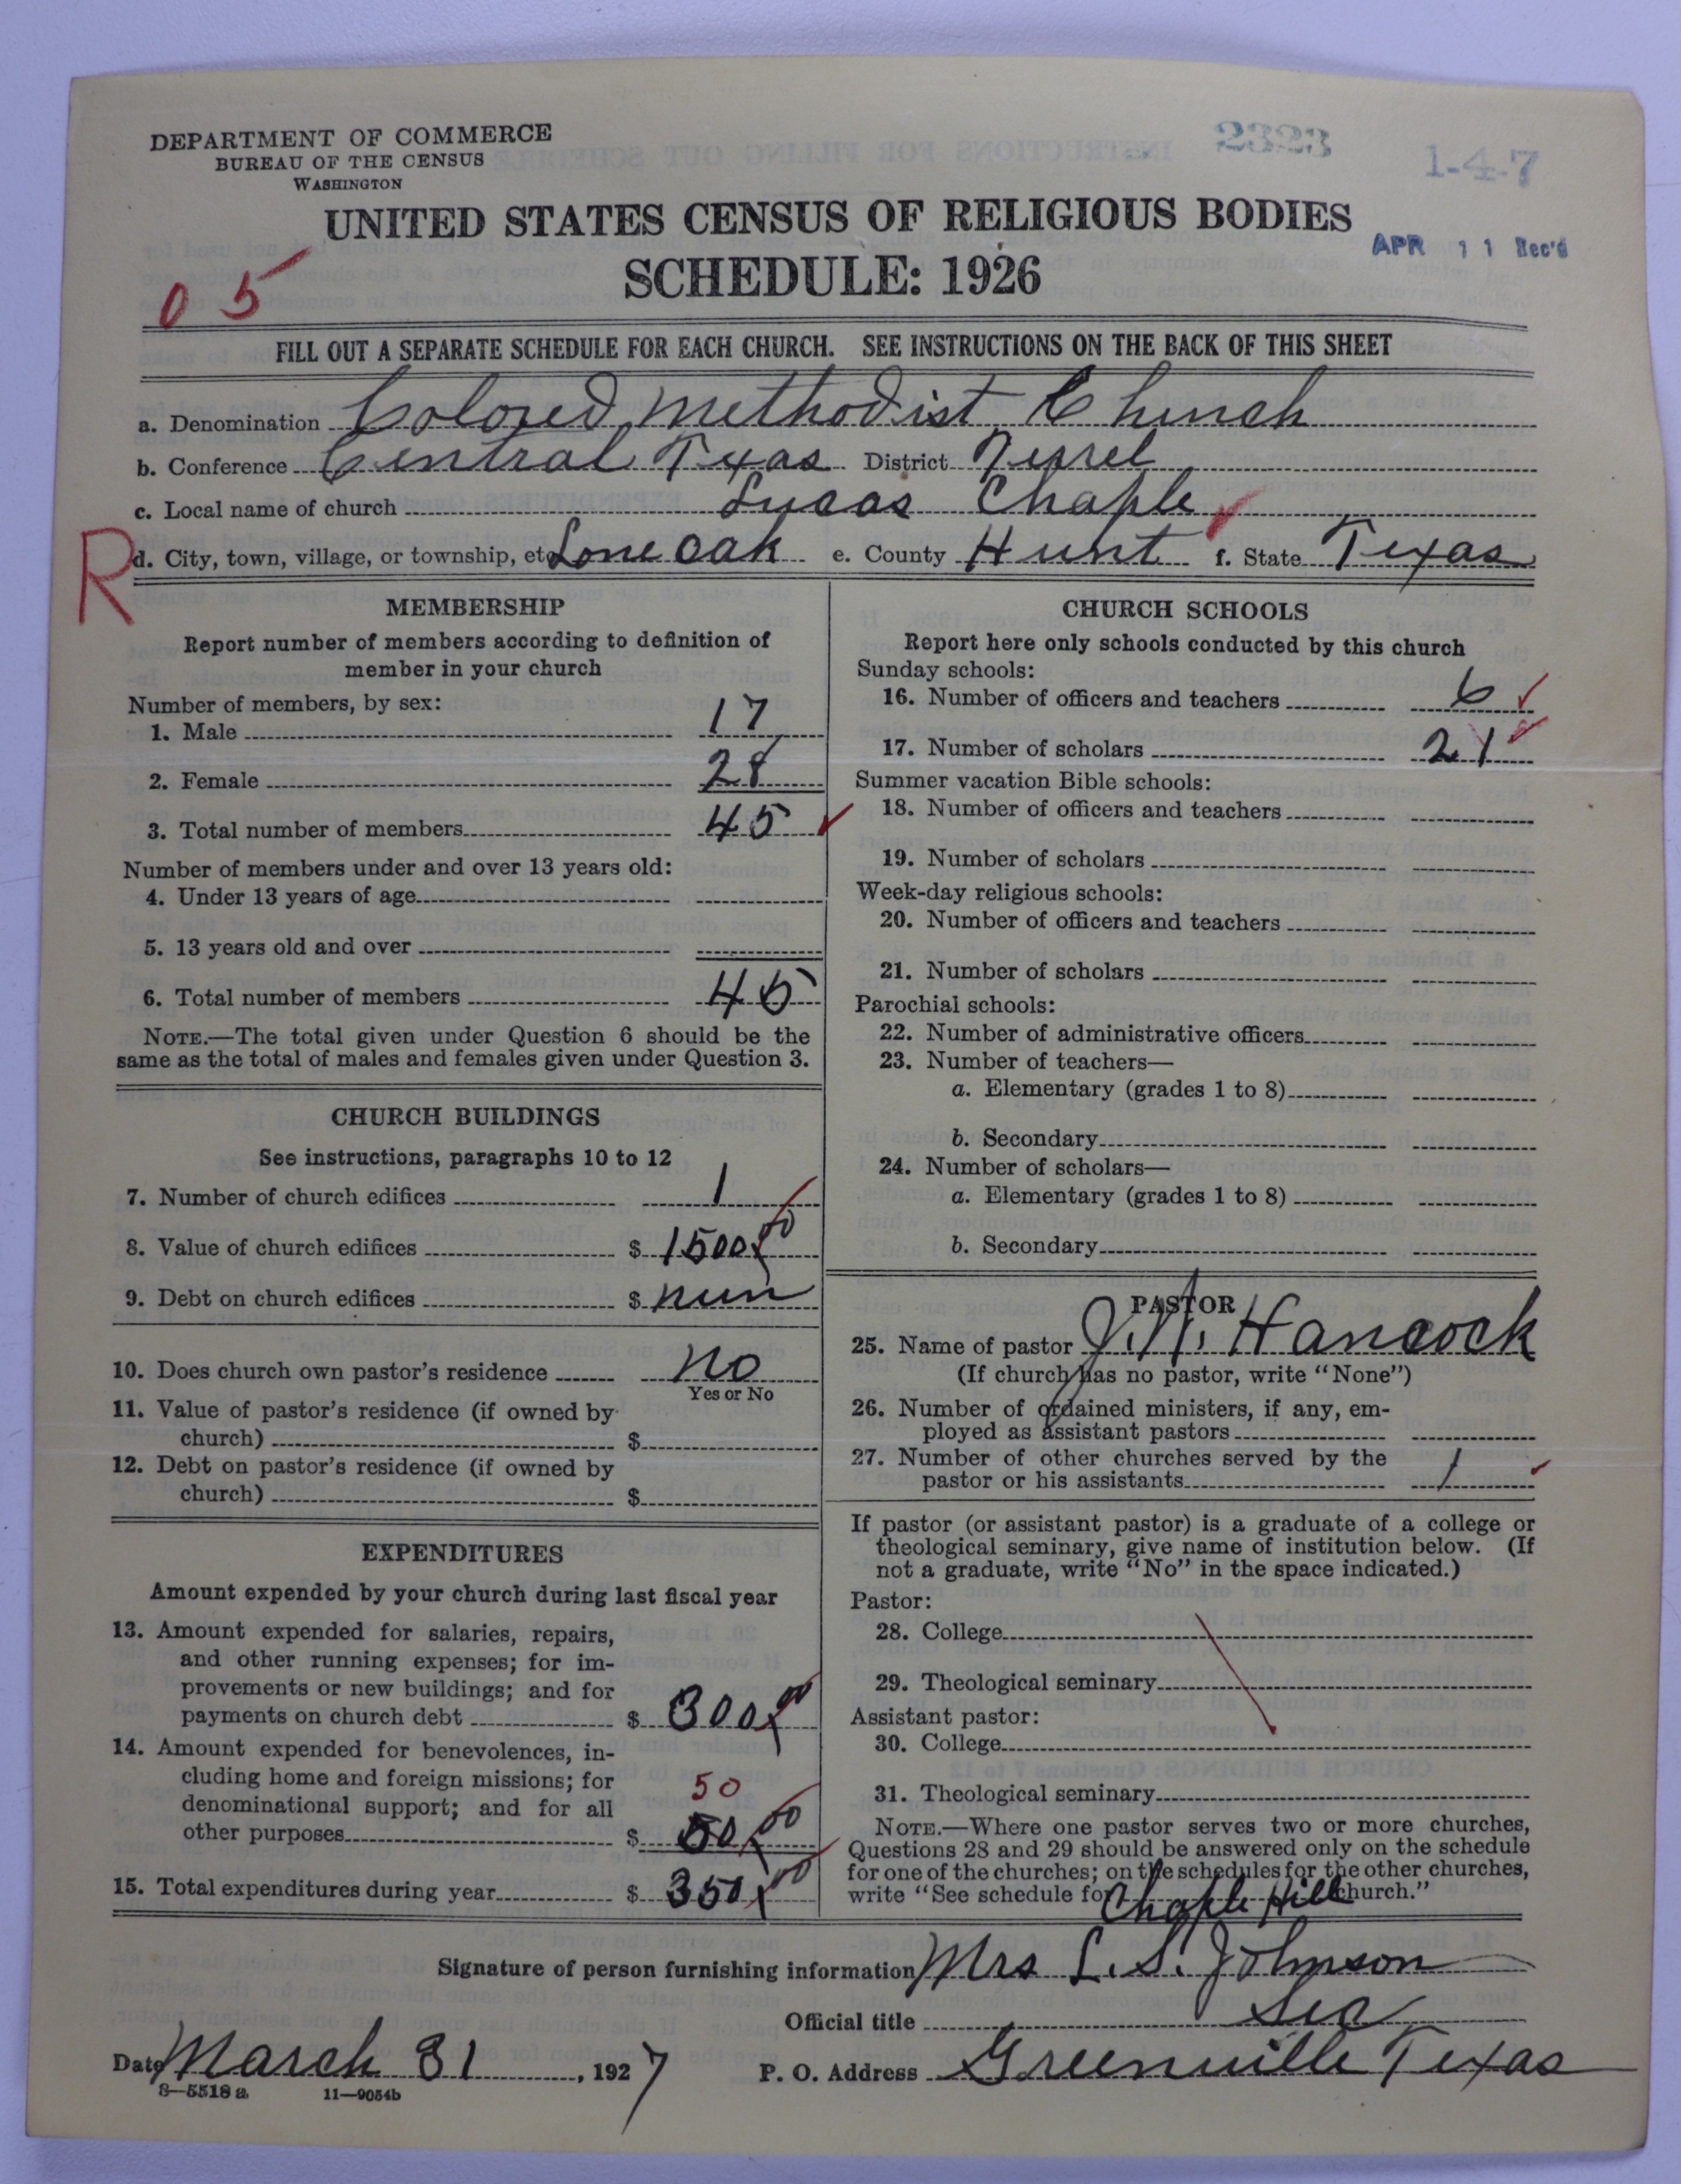 DEPARTMENT OF COMMERCE
BUREAU OF THE CENSUS
WASHINGTON
2323
1-4-7
UNITED STATES CENSUS OF RELIGIOUS BODIES
APR 11 Rec'd
SCHEDULE: 1926
05
FILL OUT A SEPARATE SCHEDULE FOR EACH CHURCH. SEE INSTRUCTIONS ON THE BACK OF THIS SHEET
a. Denomination Colored Methodist Church
b. Conference Central Texas District
c. Local name of church Lucas Chaple
R
d. City, town, village, or township, etc Lone Oak e. County Hunt f. State Texas
MEMBERSHIP
Report number of members according to definition of
member in your church
Number of members, by sex:
1. Male 17
2. Female 28
3. Total number of members 45
Number of members under and over 13 years old:
4. Under 13 years of age
5. 13 years old and over
6. Total number of members 45
NOTE.—The total given under Question 6 should be the
same as the total of males and females given under Question 3.
CHURCH BUILDINGS
See instructions, paragraphs 10 to 12
7. Number of church edifices 1
8. Value of church edifices $ 1500 00
9. Debt on church edifices $ nun
10. Does church own pastor's residence no
Yes or No
11. Value of pastor's residence (if owned by
church) $
12. Debt on pastor's residence (if owned by
church) $
EXPENDITURES
Amount expended by your church during last fiscal year
13. Amount expended for salaries, repairs,
and other running expenses; for im-
provements or new buildings; and for
payments on church debt $ 300 00
14. Amount expended for benevolences, in-
cluding home and foreign missions; for
denominational support; and for all
50
other purposes $ 50 00
15. Total expenditures during year $ 350 00
CHURCH SCHOOLS
Report here only schools conducted by this church
Sunday schools:
16. Number of officers and teachers 6
17. Number of scholars 21
Summer vacation Bible schools:
18. Number of officers and teachers
19. Number of scholars
Week-day religious schools:
20. Number of officers and teachers
21. Number of scholars
Parochial schools:
22. Number of administrative officers
23. Number of teachers—
a. Elementary (grades 1 to 8)
b. Secondary
24. Number of scholars—
a. Elementary (grades 1 to 8)
b. Secondary
PASTOR
25. Name of pastor Hancock
(If church has no pastor, write "None")
26. Number of ordained ministers, if any, em-
ployed as assistant pastors
27. Number of other churches served by the
pastor or his assistants 1
If pastor (or assistant pastor) is a graduate of a college or
theological seminary, give name of institution below. (If
not a graduate, write "No" in the space indicated.)
Pastor:
28. College
29. Theological seminary
Assistant pastor:
30. College
31. Theological seminary
NOTE.—Where one pastor serves two or more churches,
Questions 28 and 29 should be answered only on the schedule
for one of the churches; on the schedules for the other churches,
write "See schedule for Chaple Hill church."
Signature of person furnishing information Mrs L. S. Johnson
Official title Sec
Date March 31, 1927 P. O. Address Greenville Texas
8—5518 a 11—9054b